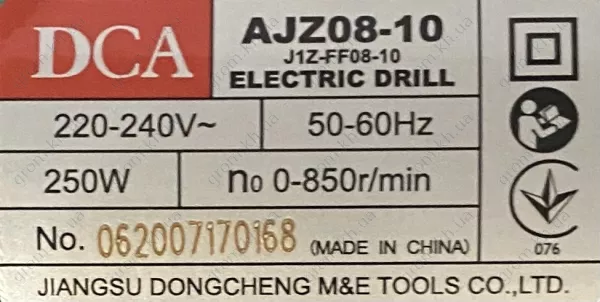 DCA
AJZ08-10
J1Z-FF08-10
ELECTRIC DRILL
220-240V~
50-60Hz
250W
no 0-850r/min
No. 062007170168 (MADE IN CHINA)
076
JIANGSU DONGCHENG M&E TOOLS CO.,LTD.